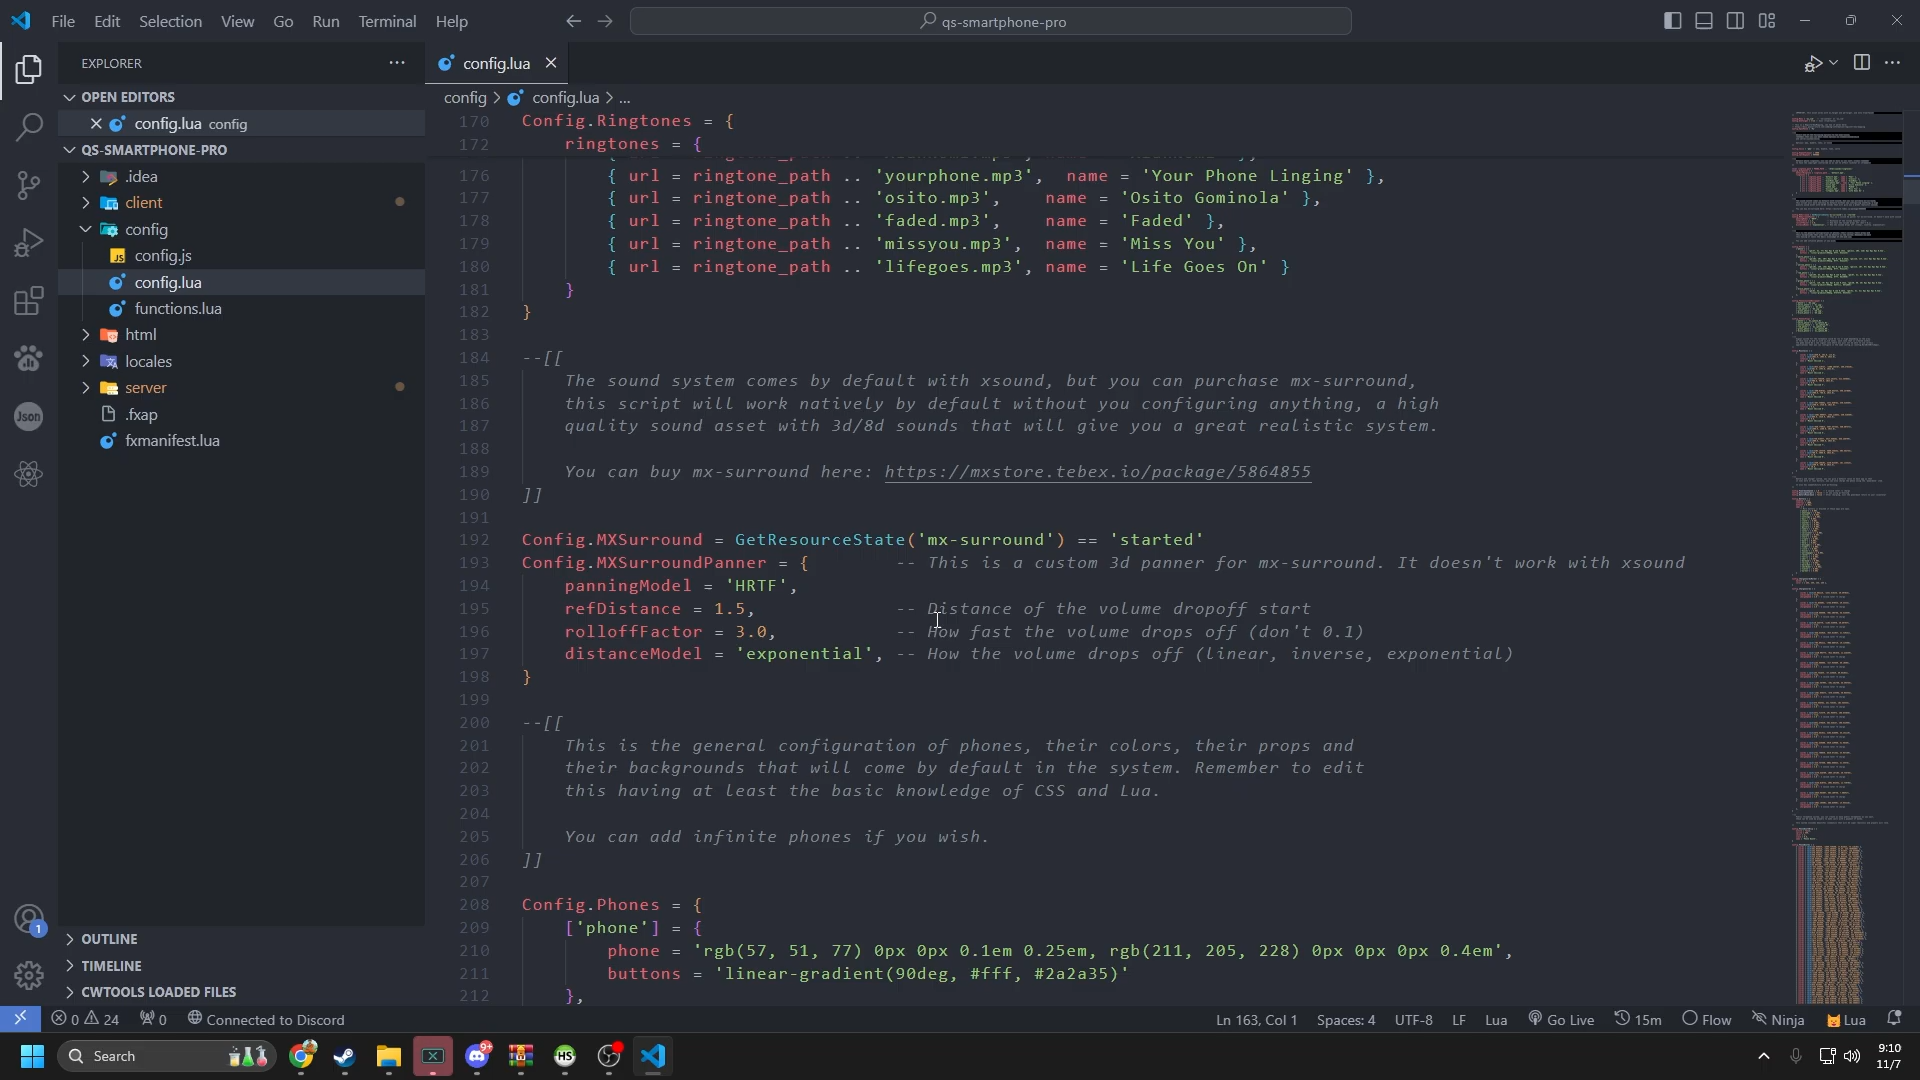 File Edit Selection View Go Run Terminal Help
qs-smartphone-pro
EXPLORER
OPEN EDITORS
config.lua config
QS-SMARTPHONE-PRO
.idea
client
config
config.js
config.lua
functions.lua
html
locales
server
.fxap
fxmanifest.lua
OUTLINE
TIMELINE
CWTOOLS LOADED FILES
config.lua
config > config.lua > ...
170 Config.Ringtones = {
172 ringtones = {
176 { url = ringtone_path .. 'yourphone.mp3', name = 'Your Phone Linging' },
177 { url = ringtone_path .. 'osito.mp3', name = 'Osito Gominola' },
178 { url = ringtone_path .. 'faded.mp3', name = 'Faded' },
179 { url = ringtone_path .. 'missyou.mp3', name = 'Miss You' },
180 { url = ringtone_path .. 'lifegoes.mp3', name = 'Life Goes On' }
181 }
182 }
183
184 --[[
185 The sound system comes by default with xsound, but you can purchase mx-surround,
186 this script will work natively by default without you configuring anything, a high
187 quality sound asset with 3d/8d sounds that will give you a great realistic system.
188
189 You can buy mx-surround here: https://mxstore.tebex.io/package/5864855
190 ]]
191
192 Config.MXSurround = GetResourceState('mx-surround') == 'started'
193 Config.MXSurroundPanner = { -- This is a custom 3d panner for mx-surround. It doesn't work with xsound
194 panningModel = 'HRTF',
195 refDistance = 1.5, -- Distance of the volume dropoff start
196 rolloffFactor = 3.0, -- How fast the volume drops off (don't 0.1)
197 distanceModel = 'exponential', -- How the volume drops off (linear, inverse, exponential)
198 }
199
200 --[[
201 This is the general configuration of phones, their colors, their props and
202 their backgrounds that will come by default in the system. Remember to edit
203 this having at least the basic knowledge of CSS and Lua.
204
205 You can add infinite phones if you wish.
206 ]]
207
208 Config.Phones = {
209 ['phone'] = {
210 phone = 'rgb(57, 51, 77) 0px 0px 0.1em 0.25em, rgb(211, 205, 228) 0px 0px 0px 0.4em',
211 buttons = 'linear-gradient(90deg, #fff, #2a2a35)'
212 },
Json
1
0 24 0 Connected to Discord Ln 163, Col 1 Spaces: 4 UTF-8 LF Lua Go Live 15m Flow Ninja Lua
Search 9+ HS 9:10
11/7